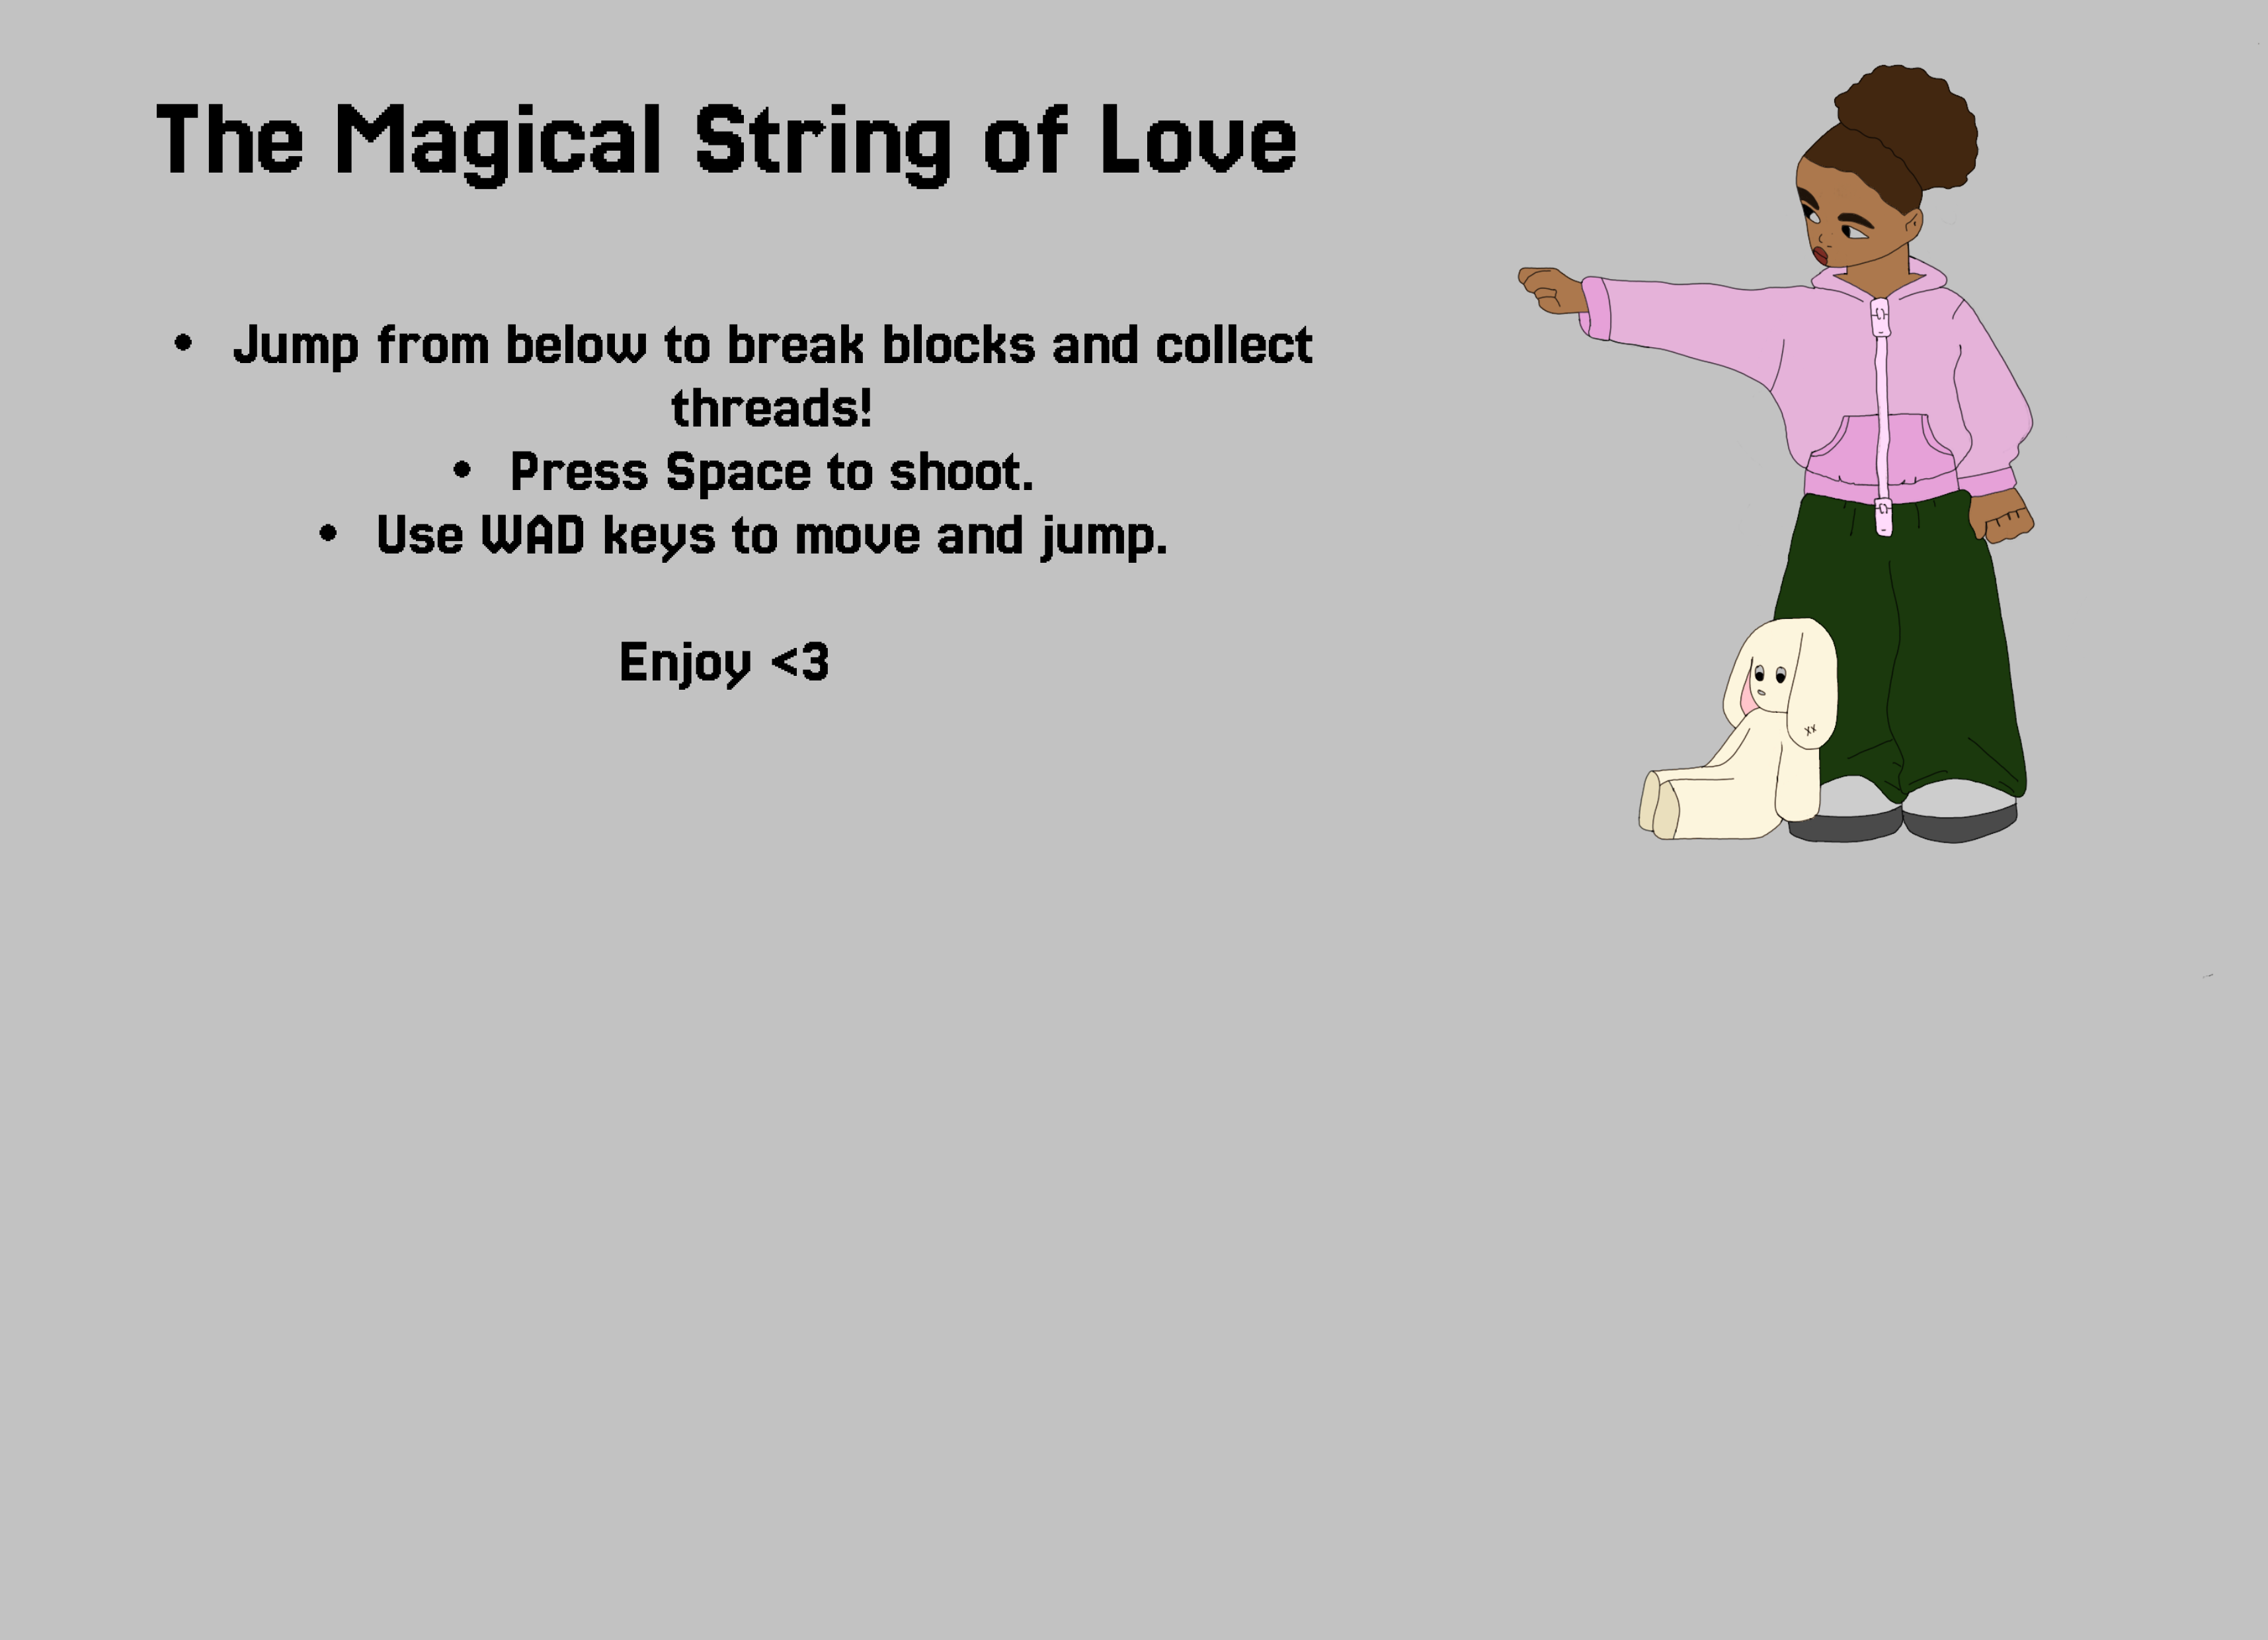 The Magical String of Love
• Jump from below to break blocks and collect
threads!
• Press Space to shoot.
• Use WAD keys to move and jump.
Enjoy <3